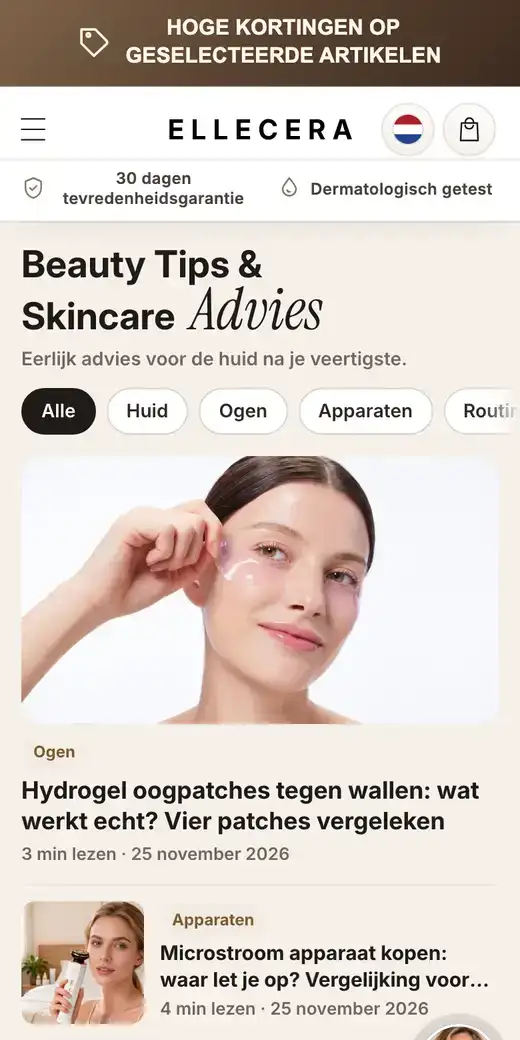 HOGE KORTINGEN OP
GESELECTEERDE ARTIKELEN
ELLECERA
30 dagen
tevredenheidsgarantie
Dermatologisch getest
Beauty Tips &
Skincare Advies
Eerlijk advies voor de huid na je veertigste.
Alle
Huid
Ogen
Apparaten
Routin
Ogen
Hydrogel oogpatches tegen wallen: wat
werkt echt? Vier patches vergeleken
3 min lezen · 25 november 2026
Apparaten
Microstroom apparaat kopen:
waar let je op? Vergelijking voor...
4 min lezen · 25 november 2026